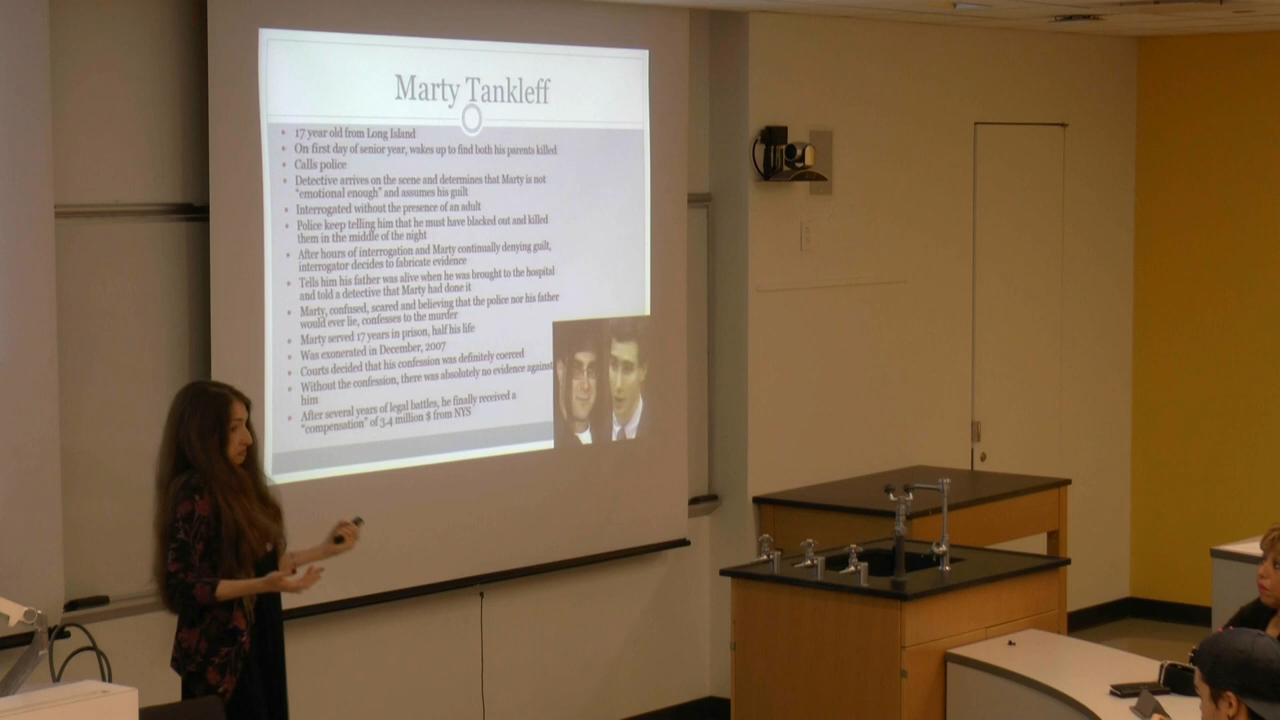 Marty Tankleff
• 17 year old from Long Island
• On first day of senior year, wakes up to find both his parents killed
• Calls police
• Detective arrives on the scene and determines that Marty is not
"emotional enough" and assumes his guilt
• Interrogated without the presence of an adult
• Police keep telling him that he must have blacked out and killed
them in the middle of the night
• After hours of interrogation and Marty continually denying guilt,
interrogator decides to fabricate evidence
• Tells him his father was alive when he was brought to the hospital
and told a detective that Marty had done it
• Marty, confused, scared and believing that the police nor his father
would ever lie, confesses to the murder
• Marty served 17 years in prison, half his life
• Was exonerated in December, 2007
• Courts decided that his confession was definitely coerced
• Without the confession, there was absolutely no evidence against
him
• After several years of legal battles, he finally received a
"compensation" of 3.4 million $ from NYS